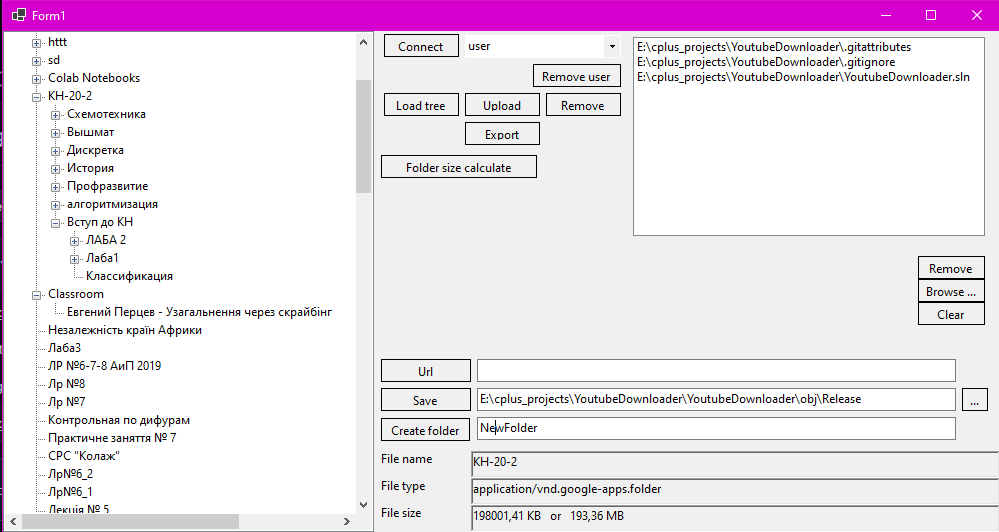 Form1
httt
sd
Colab Notebooks
КН-20-2
Схемотехника
Вышмат
Дискретка
История
Профразвитие
алгоритмизация
Вступ до КН
ЛАБА 2
Лаба1
Классификация
Classroom
Евгений Перцев - Узагальнення через скрайбінг
Незалежність країн Африки
Лаба3
ЛР №6-7-8 АиП 2019
Лр №8
Лр №7
Контрольная по дифурам
Практичне заняття № 7
СРС "Колаж"
Лр№6_2
Лр№6_1
Лекція № 5
Connect
user
Remove user
Load tree
Upload
Remove
Export
Folder size calculate
E:\cplus_projects\YoutubeDownloader\.gitattributes
E:\cplus_projects\YoutubeDownloader\.gitignore
E:\cplus_projects\YoutubeDownloader\YoutubeDownloader.sln
Remove
Browse ...
Clear
Url
Save
E:\cplus_projects\YoutubeDownloader\YoutubeDownloader\obj\Release
...
Create folder
NewFolder
File name
КН-20-2
File type
application/vnd.google-apps.folder
File size
198001,41 KB or 193,36 MB